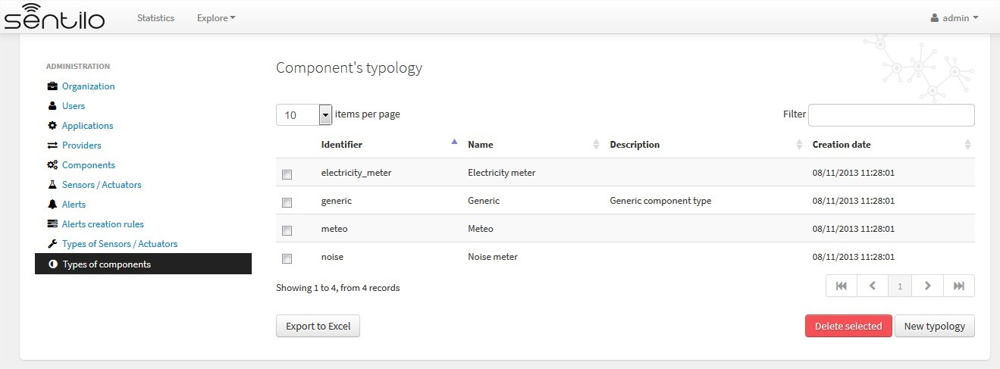 sentilo Statistics Explore admin
ADMINISTRATION
Organization
Users
Applications
Providers
Components
Sensors / Actuators
Alerts
Alerts creation rules
Types of Sensors / Actuators
Types of components
Component's typology
10 items per page Filter
Identifier Name Description Creation date
electricity_meter Electricity meter 08/11/2013 11:28:01
generic Generic Generic component type 08/11/2013 11:28:01
meteo Meteo 08/11/2013 11:28:01
noise Noise meter 08/11/2013 11:28:01
Showing 1 to 4, from 4 records 1
Export to Excel Delete selected New typology